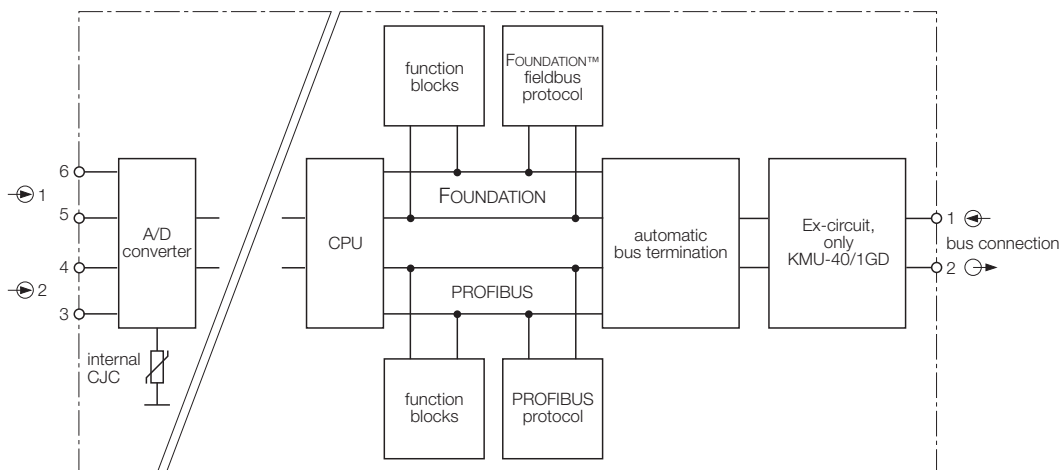 function
blocks
FOUNDATION™
fieldbus
protocol
6
1
5
4
2
3
A/D
converter
internal
CJC
CPU
FOUNDATION
PROFIBUS
automatic
bus termination
Ex-circuit,
only
KMU-40/1GD
1
bus connection
2
function
blocks
PROFIBUS
protocol